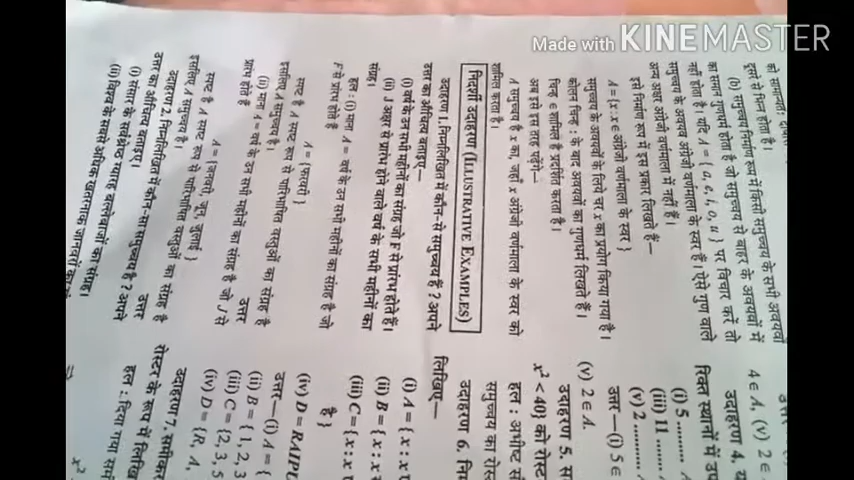 Made with KINEMASTER
दूसरे से भिन्न होता है।
(b) समुच्चय निर्माण रूप में किसी समुच्चय के सभी अवयवों
का समान गुणधर्म होता है जो समुच्चय से बाहर के अवयवों में
नहीं होता है। यदि A = {a, e, i, o, u} पर विचार करें तो
समुच्चय के अवयव अंग्रेजी वर्णमाला के स्वर हैं। ऐसे गुण वाले
अन्य अक्षर अंग्रेजी वर्णमाला में नहीं हैं।
इसे निर्माण रूप में इस प्रकार लिखते हैं—
A = {x : x ∈ अंग्रेजी वर्णमाला के स्वर}
समुच्चय के अवयवों के लिये चर x का प्रयोग किया गया है।
कोलन चिन्ह : के बाद अवयवों का गुणधर्म लिखते हैं।
चिन्ह ∈ शामिल है प्रदर्शित करता है।
अब इसे इस तरह पढ़ेंगे—
A समुच्चय है x का, जहाँ x अंग्रेजी वर्णमाला के स्वर को
शामिल करता है।
निदर्शी उदाहरण (ILLUSTRATIVE EXAMPLES)
उदाहरण 1. निम्नलिखित में कौन-से समुच्चय हैं ? अपने
उत्तर का औचित्य बताइए—
(i) वर्ष के उन सभी महीनों का संग्रह जो F से प्रारंभ होते हैं।
(ii) J अक्षर से प्रारंभ होने वाले वर्ष के सभी महीनों का
संग्रह।
हल : (i) माना A = वर्ष के उन सभी महीनों का संग्रह है जो
F से प्रारंभ होते हैं
A = {फरवरी}
स्पष्ट है A स्पष्ट रूप से पारिभाषित वस्तुओं का संग्रह है
इसलिए A समुच्चय है।
उत्तर
(ii) माना A = वर्ष के उन सभी महीनों का संग्रह है जो J से
प्रारंभ होते हैं
A = {जनवरी, जून, जुलाई}
स्पष्ट है A स्पष्ट रूप से पारिभाषित वस्तुओं का संग्रह है
इसलिए A समुच्चय है।
उत्तर
उदाहरण 2. निम्नलिखित में कौन-सा समुच्चय है ? अपने
उत्तर का औचित्य बताइए।
(i) संसार के सर्वश्रेष्ठ ग्यारह बल्लेबाजों का संग्रह।
(ii) विश्व के सबसे अधिक खतरनाक जानवरों का
4 ∈ A, (v) 2 ∈
उदाहरण 4.
रिक्त स्थानों में
(i) 5 ..........
(iii) 11 ........
(v) 2 ..........
उत्तर—(i) 5 ∈
(v) 2 ∈ A.
उदाहरण 5.
x² < 40} को रोस्टर
हल : अभीष्ट
समुच्चय का
उदाहरण 6.
लिखिए—
(i) A = {x : x
(ii) B = {x : x
(iii) C = {x : x
है}
(iv) D = RAIPU
उत्तर—(i) A = {
(ii) B = {1, 2, 3
(iii) C = {2, 3, 5
(iv) D = {R, A,
उदाहरण 7. समीकर
रोस्टर के रूप में लिखि
हल : दिया गया
⇒ x²